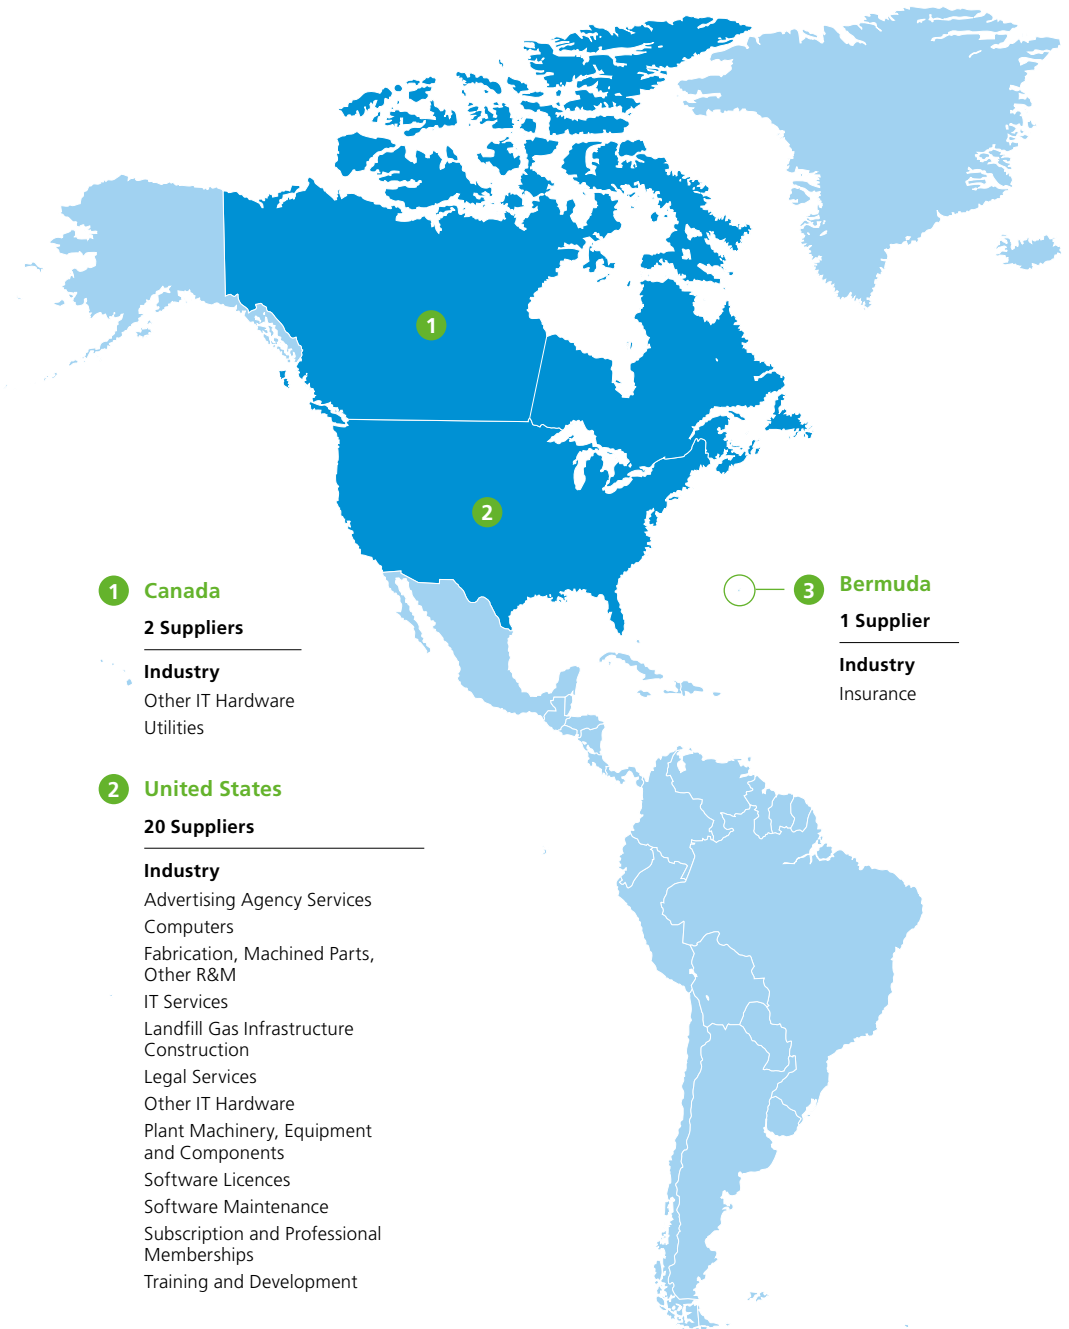 1
2
1 Canada
2 Suppliers
Industry
Other IT Hardware
Utilities
3 Bermuda
1 Supplier
Industry
Insurance
2 United States
20 Suppliers
Industry
Advertising Agency Services
Computers
Fabrication, Machined Parts,
Other R&M
IT Services
Landfill Gas Infrastructure
Construction
Legal Services
Other IT Hardware
Plant Machinery, Equipment
and Components
Software Licences
Software Maintenance
Subscription and Professional
Memberships
Training and Development